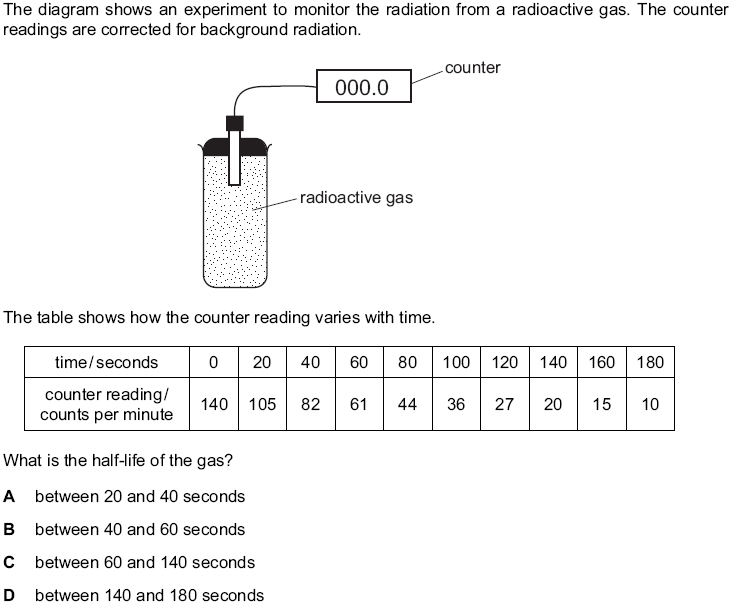 The diagram shows an experiment to monitor the radiation from a radioactive gas. The counter
readings are corrected for background radiation.
counter
000.0
radioactive gas
The table shows how the counter reading varies with time.
time/seconds 0 20 40 60 80 100 120 140 160 180
counter reading/
counts per minute 140 105 82 61 44 36 27 20 15 10
What is the half-life of the gas?
A between 20 and 40 seconds
B between 40 and 60 seconds
C between 60 and 140 seconds
D between 140 and 180 seconds